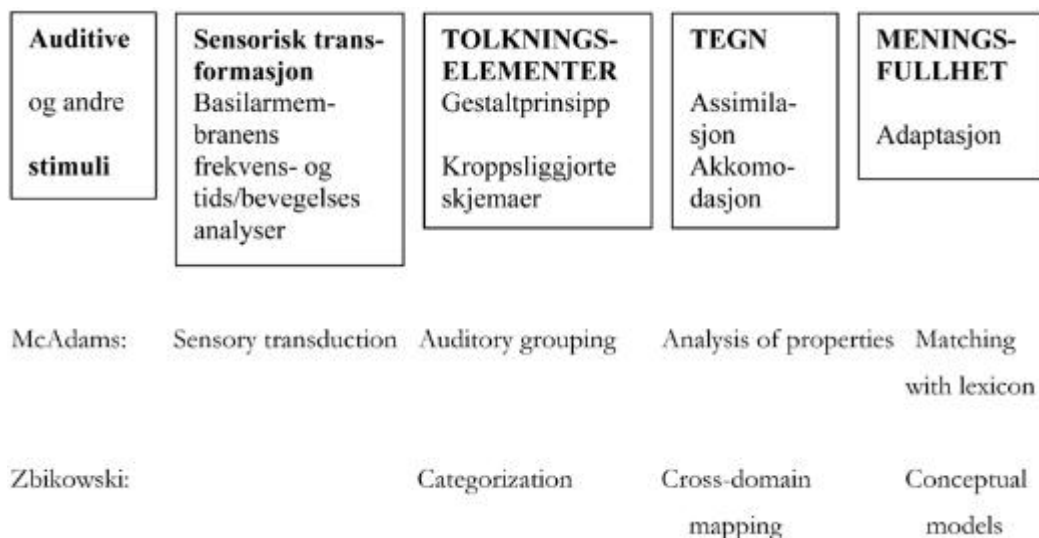 Auditive
og andre
stimuli
Sensorisk trans-
formasjon
Basilarmem-
branens
frekvens- og
tids/bevegelses
analyser
TOLKNINGS-
ELEMENTER
Gestaltprinsipp
Kroppsliggjorte
skjemaer
TEGN
Assimila-
sjon
Akkomo-
dasjon
MENINGS-
FULLHET
Adaptasjon
McAdams: Sensory transduction Auditory grouping Analysis of properties Matching
with lexicon
Zbikowski: Categorization Cross-domain Conceptual
mapping models